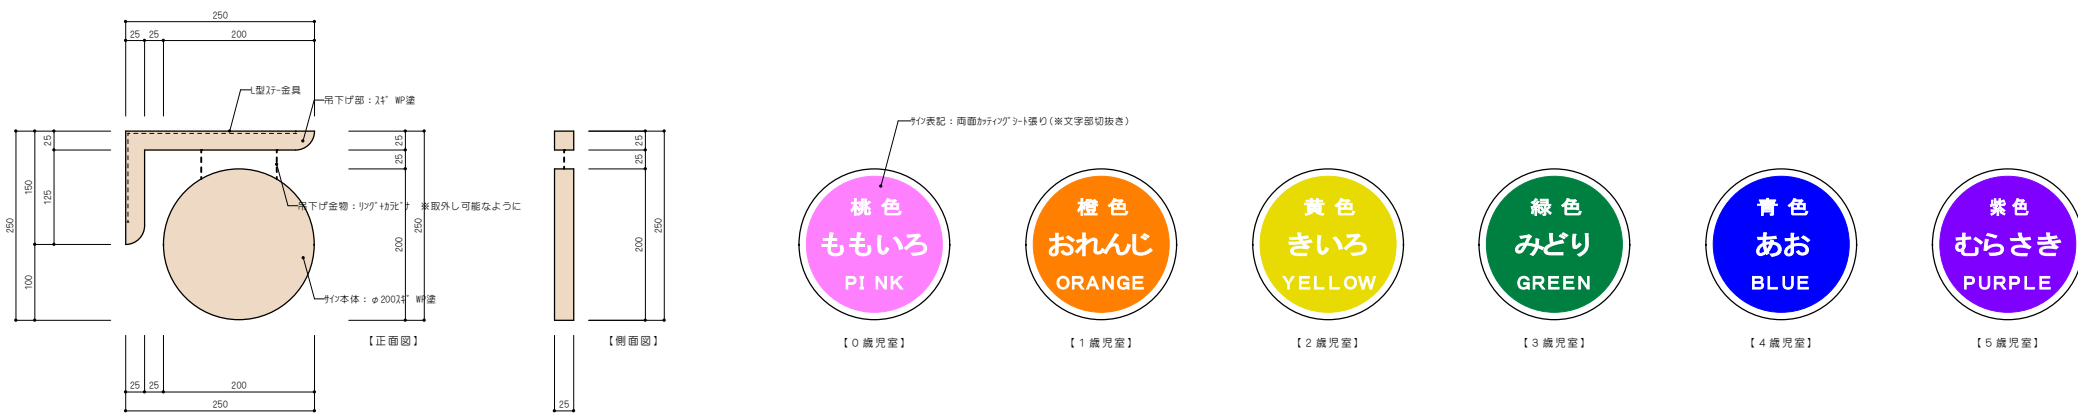 250
25
25
200
L型ｽﾃｰ金具
吊下げ部：ｽｷﾞ WP塗
25
150
125
250
100
25
25
200
250
吊下げ金物：ﾘﾝｸﾞ+ｶﾗﾋﾞﾅ ※取外し可能なように
ｻｲﾝ本体：φ200ｽｷﾞ WP塗
【正面図】
25
25
200
250
25
25
200
250
【側面図】
25
ｻｲﾝ表記：両面ｶｯﾃｨﾝｸﾞｼｰﾄ張り(※文字部切抜き)
桃色
ももいろ
PINK
【０歳児室】
橙色
おれんじ
ORANGE
【１歳児室】
黄色
きいろ
YELLOW
【２歳児室】
緑色
みどり
GREEN
【３歳児室】
青色
あお
BLUE
【４歳児室】
紫色
むらさき
PURPLE
【５歳児室】